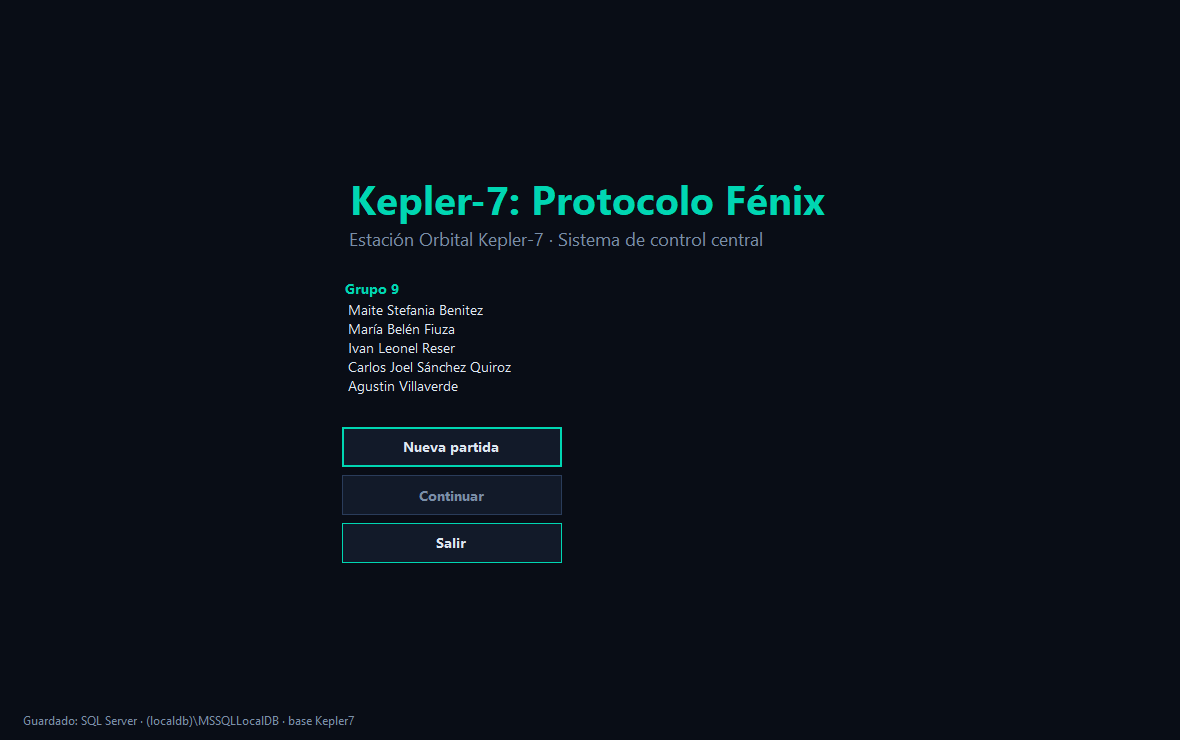 Kepler-7: Protocolo Fénix
Estación Orbital Kepler-7 · Sistema de control central
Grupo 9
Maite Stefania Benitez
María Belén Fiuza
Ivan Leonel Reser
Carlos Joel Sánchez Quiroz
Agustin Villaverde
Nueva partida
Continuar
Salir
Guardado: SQL Server · (localdb)\MSSQLLocalDB · base Kepler7